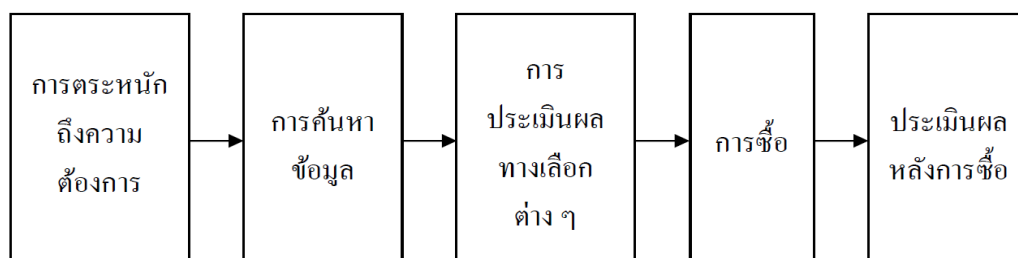 การตระหนัก
ถึงความ
ต้องการ
การค้นหา
ข้อมูล
การ
ประเมินผล
ทางเลือก
ต่าง ๆ
การซื้อ
ประเมินผล
หลังการซื้อ